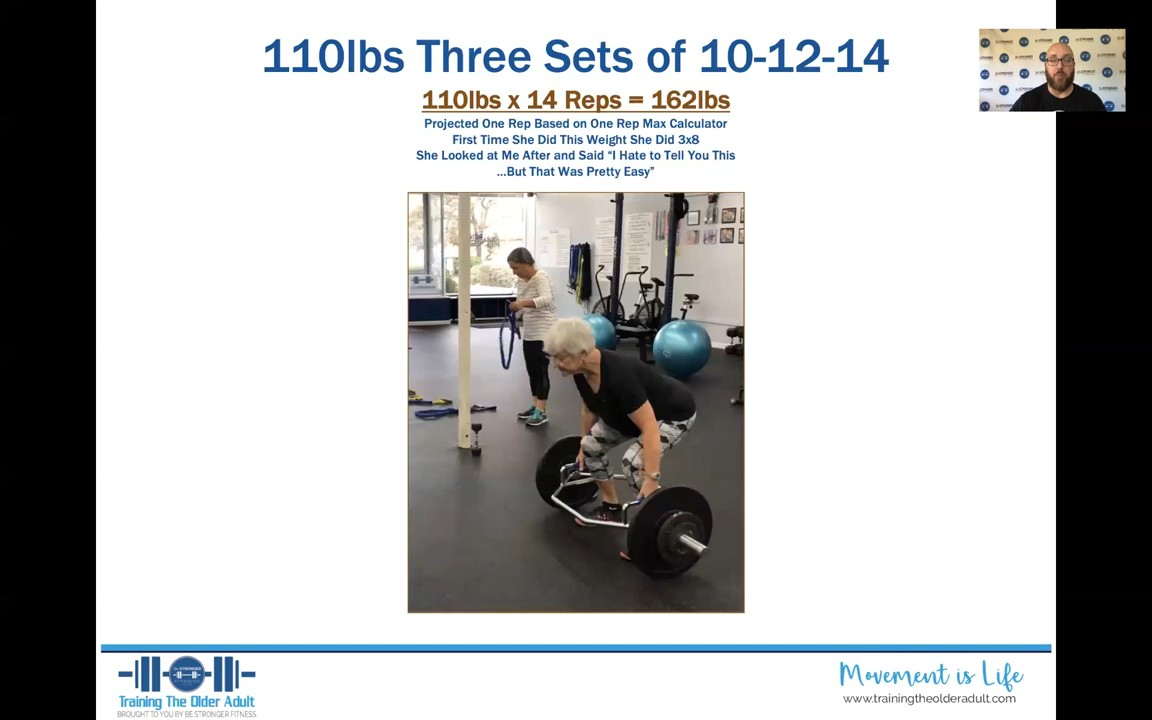 110lbs Three Sets of 10-12-14
110lbs x 14 Reps = 162lbs
Projected One Rep Based on One Rep Max Calculator
First Time She Did This Weight She Did 3x8
She Looked at Me After and Said “I Hate to Tell You This
...But That Was Pretty Easy”
Training The Older Adult
BROUGHT TO YOU BY BE STRONGER FITNESS
Movement is Life
www.trainingtheolderadult.com